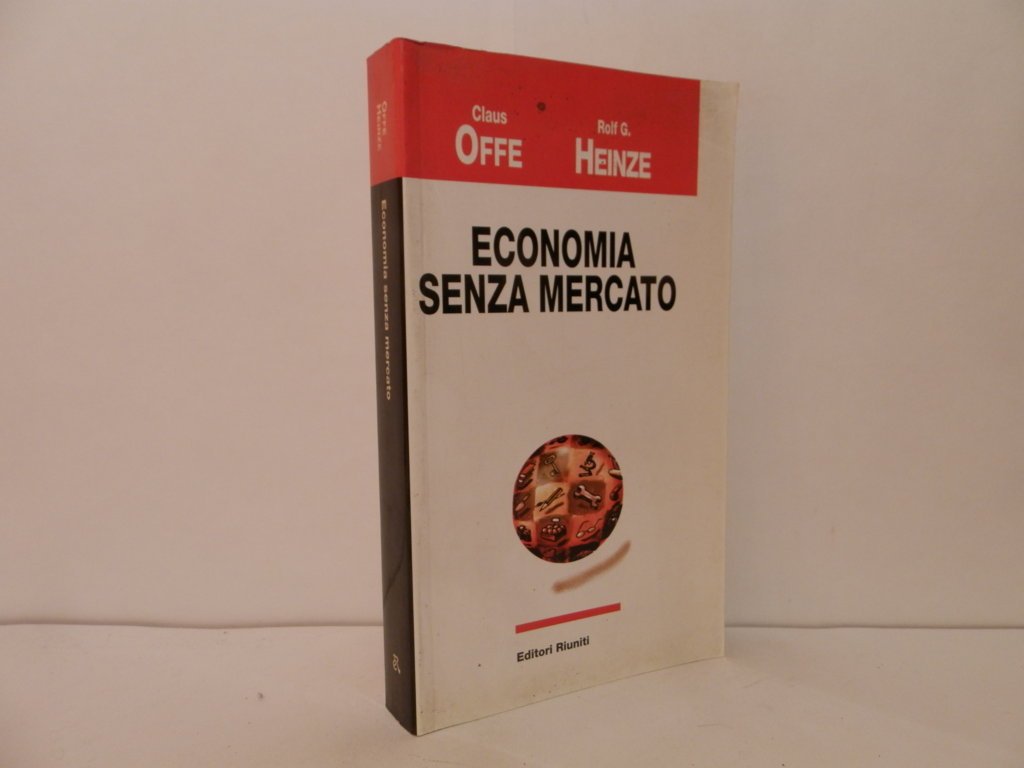 Claus
OFFE
Rolf G.
HEINZE
ECONOMIA
SENZA MERCATO
Editori Riuniti
OFFE
HEINZE
Economia senza mercato